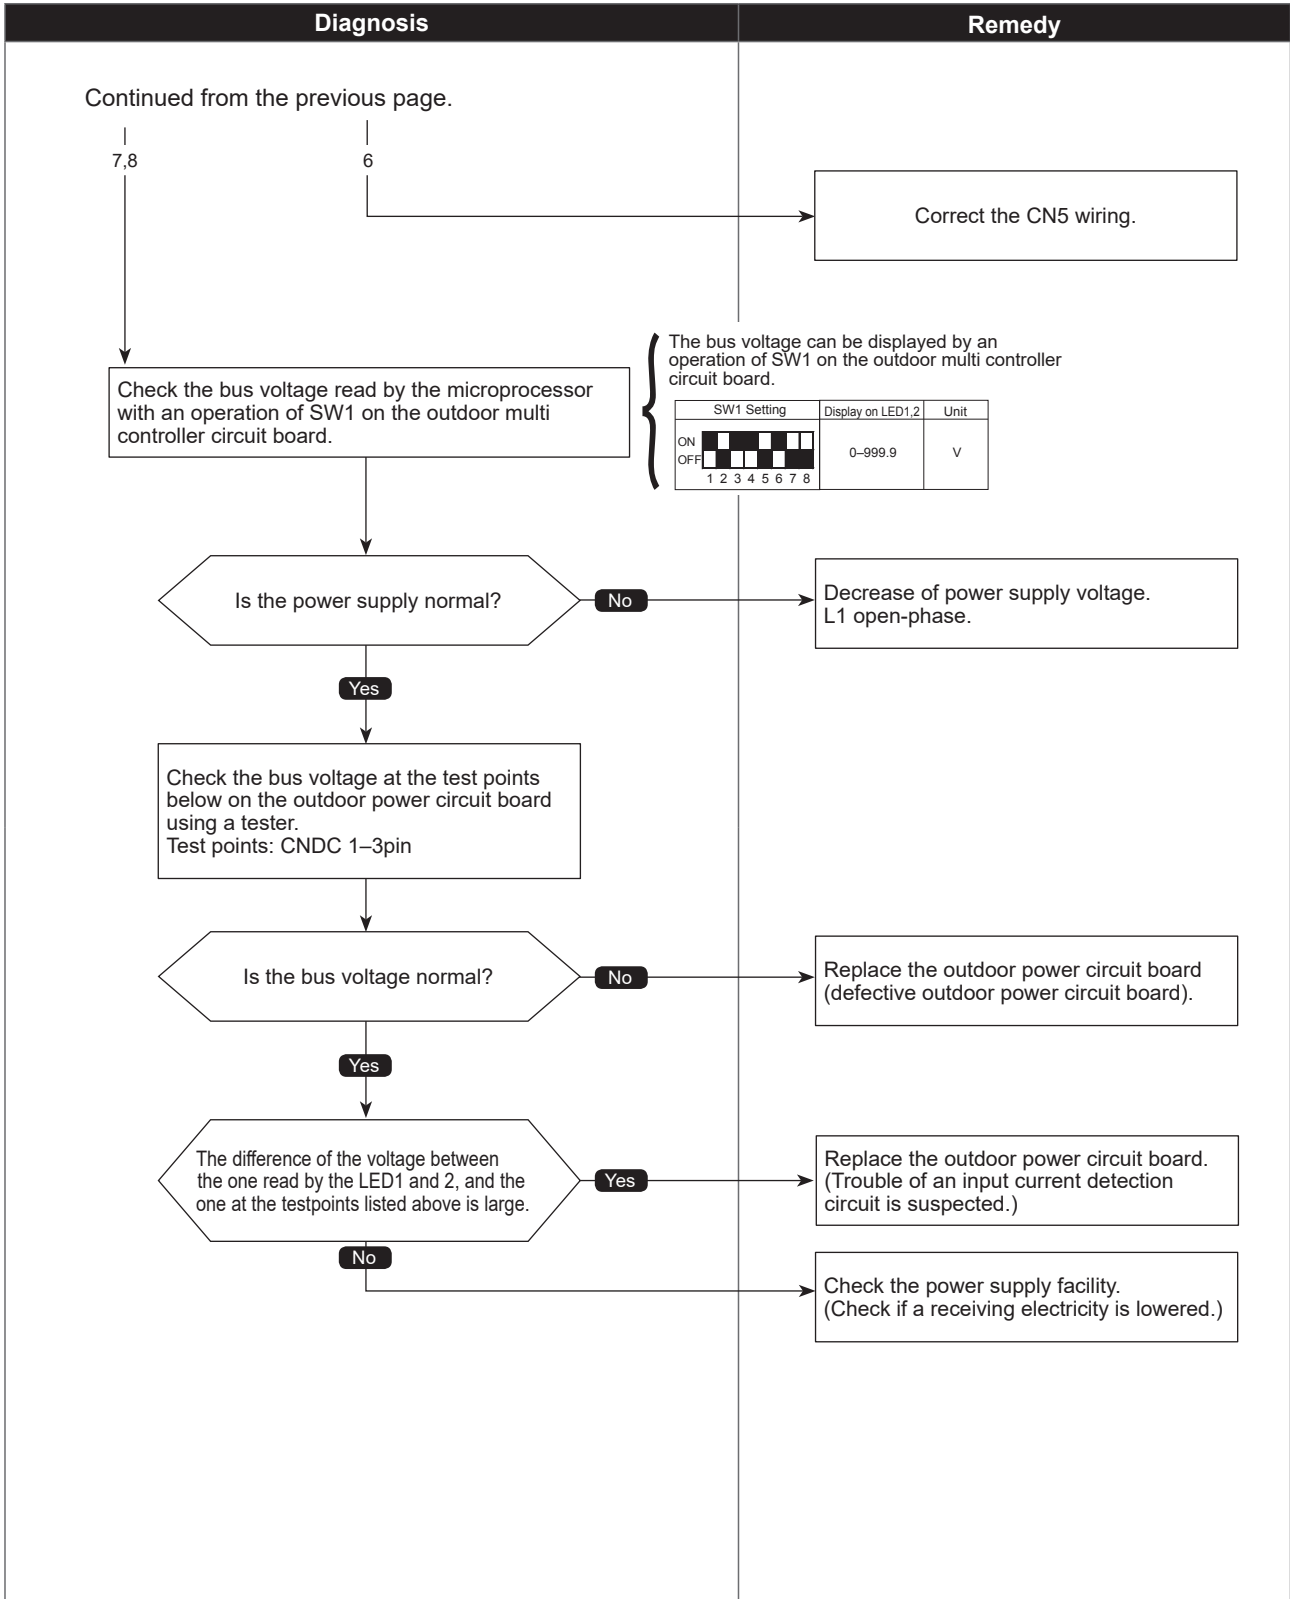 Diagnosis
Remedy
Continued from the previous page.
7,8
6
Correct the CN5 wiring.
The bus voltage can be displayed by an
operation of SW1 on the outdoor multi controller
circuit board.
Check the bus voltage read by the microprocessor
with an operation of SW1 on the outdoor multi
controller circuit board.
SW1 Setting
Display on LED1,2
Unit
ON
OFF
1 2 3 4 5 6 7 8
0–999.9
V
Is the power supply normal?
No
Decrease of power supply voltage.
L1 open-phase.
Yes
Check the bus voltage at the test points
below on the outdoor power circuit board
using a tester.
Test points: CNDC 1–3pin
Is the bus voltage normal?
No
Replace the outdoor power circuit board
(defective outdoor power circuit board).
Yes
The difference of the voltage between
the one read by the LED1 and 2, and the
one at the testpoints listed above is large.
Yes
Replace the outdoor power circuit board.
(Trouble of an input current detection
circuit is suspected.)
No
Check the power supply facility.
(Check if a receiving electricity is lowered.)